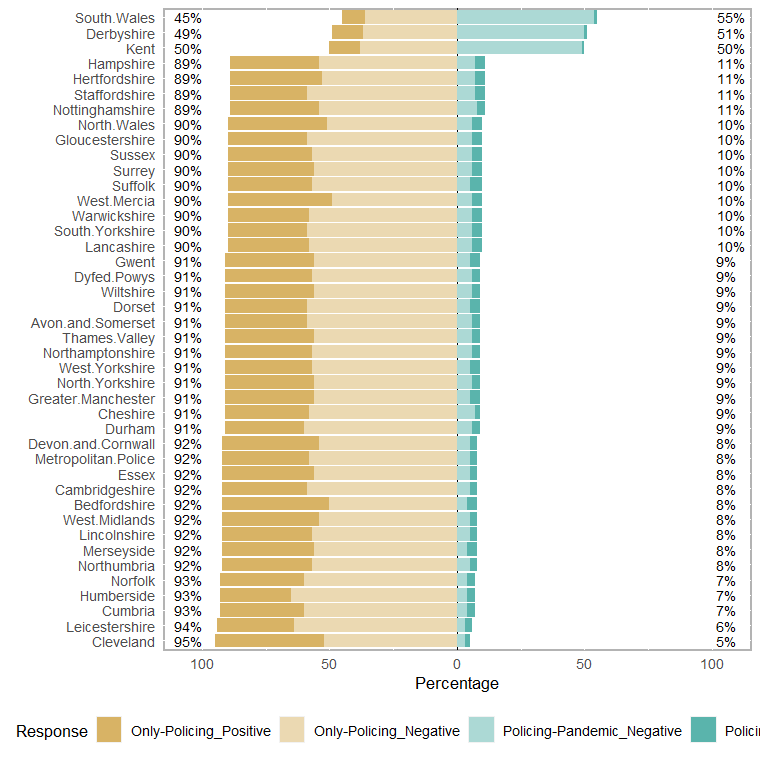 South.Wales 45% 55%
Derbyshire 49% 51%
Kent 50% 50%
Hampshire 89% 11%
Hertfordshire 89% 11%
Staffordshire 89% 11%
Nottinghamshire 89% 11%
North.Wales 90% 10%
Gloucestershire 90% 10%
Sussex 90% 10%
Surrey 90% 10%
Suffolk 90% 10%
West.Mercia 90% 10%
Warwickshire 90% 10%
South.Yorkshire 90% 10%
Lancashire 90% 10%
Gwent 91% 9%
Dyfed.Powys 91% 9%
Wiltshire 91% 9%
Dorset 91% 9%
Avon.and.Somerset 91% 9%
Thames.Valley 91% 9%
Northamptonshire 91% 9%
West.Yorkshire 91% 9%
North.Yorkshire 91% 9%
Greater.Manchester 91% 9%
Cheshire 91% 9%
Durham 91% 9%
Devon.and.Cornwall 92% 8%
Metropolitan.Police 92% 8%
Essex 92% 8%
Cambridgeshire 92% 8%
Bedfordshire 92% 8%
West.Midlands 92% 8%
Lincolnshire 92% 8%
Merseyside 92% 8%
Northumbria 92% 8%
Norfolk 93% 7%
Humberside 93% 7%
Cumbria 93% 7%
Leicestershire 94% 6%
Cleveland 95% 5%
100 50 0 50 100
Percentage
Response Only-Policing_Positive Only-Policing_Negative Policing-Pandemic_Negative